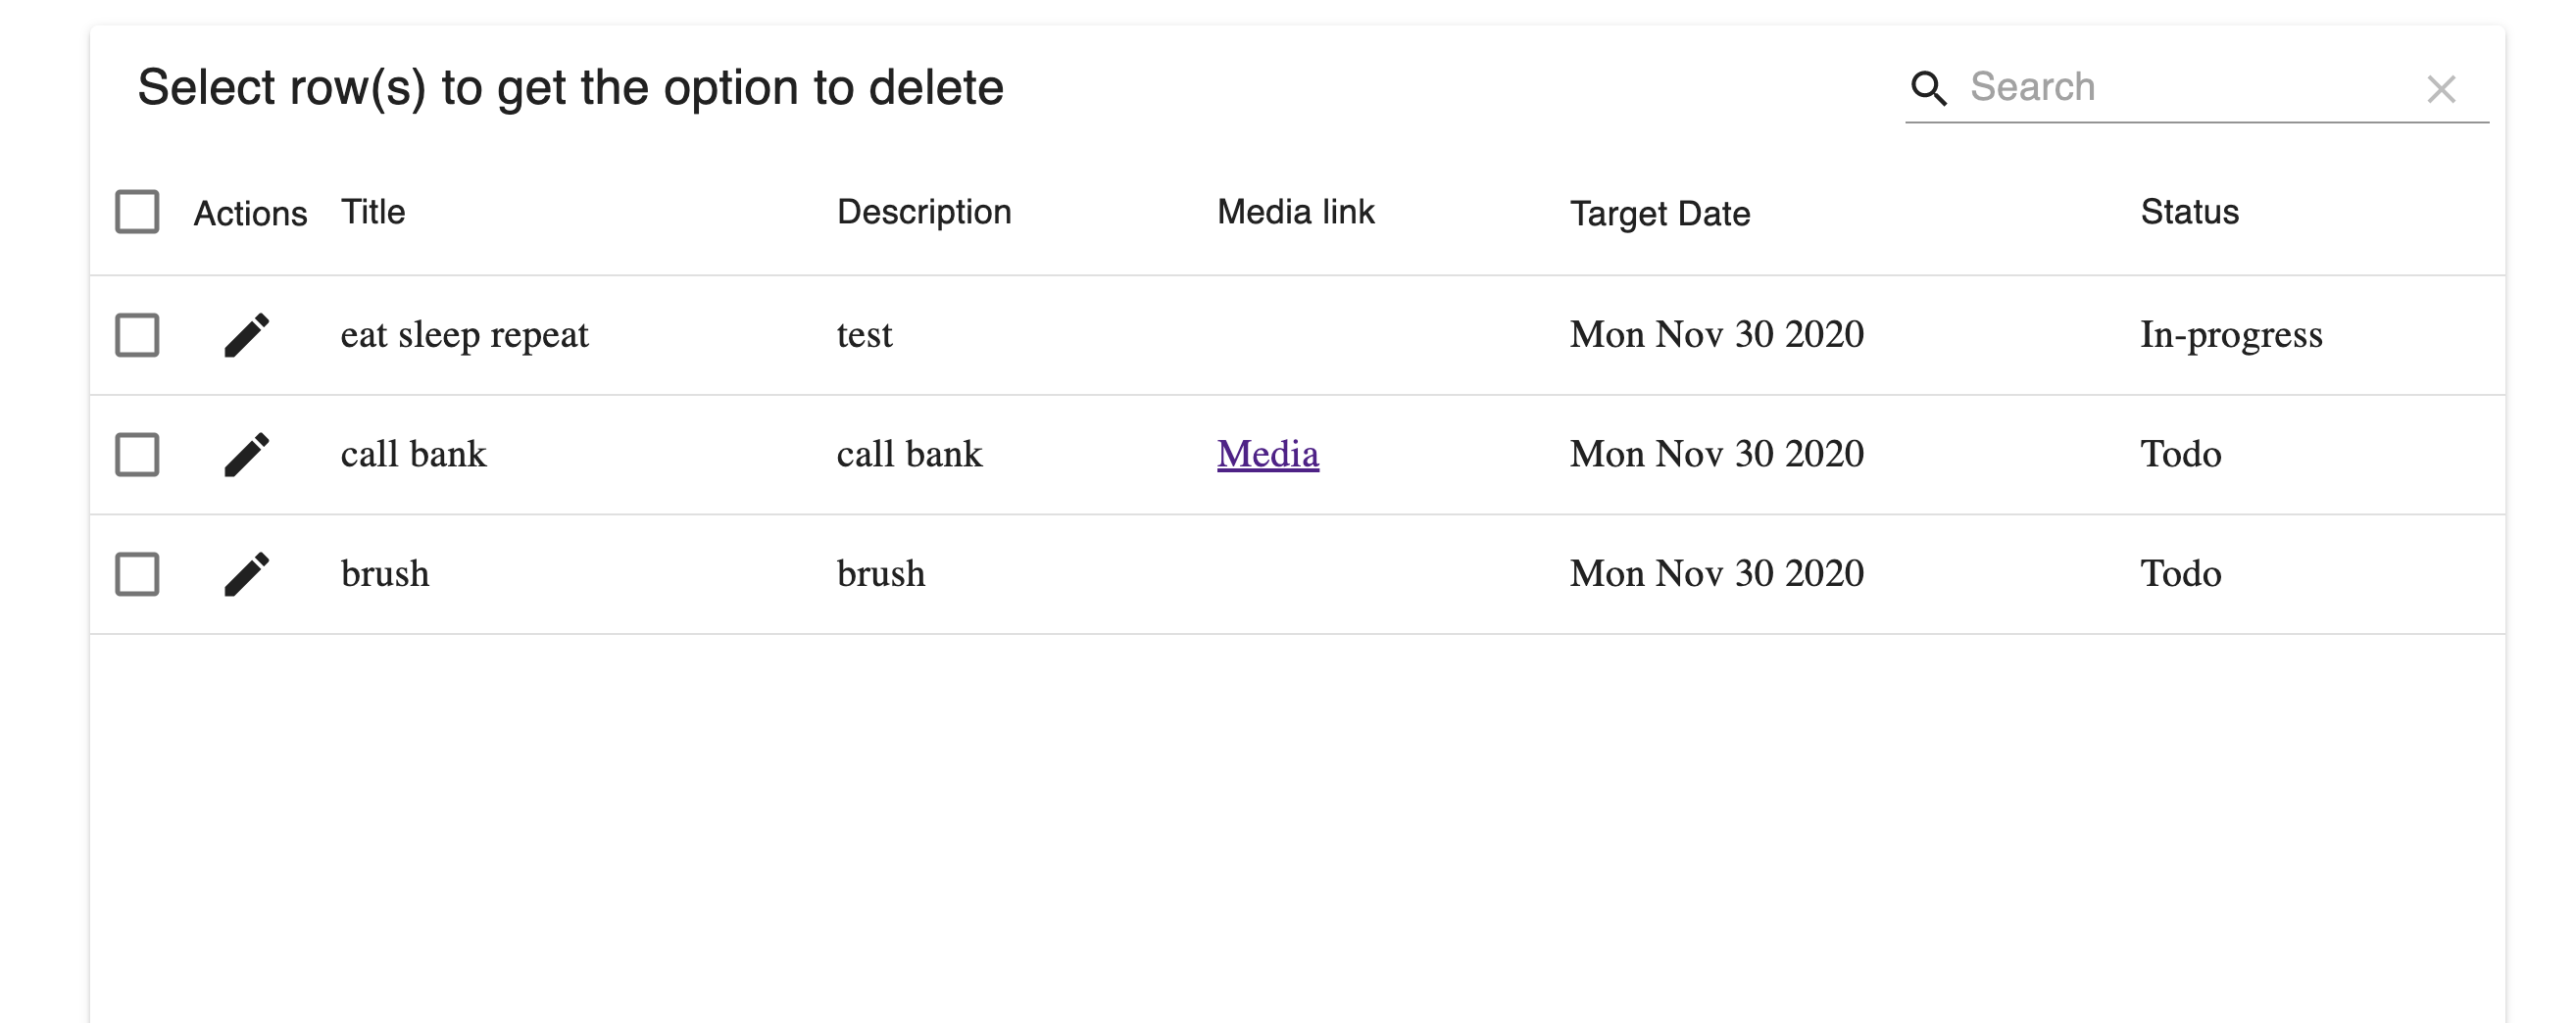 Select row(s) to get the option to delete Search
Actions Title Description Media link Target Date Status
eat sleep repeat test Mon Nov 30 2020 In-progress
call bank call bank Media Mon Nov 30 2020 Todo
brush brush Mon Nov 30 2020 Todo